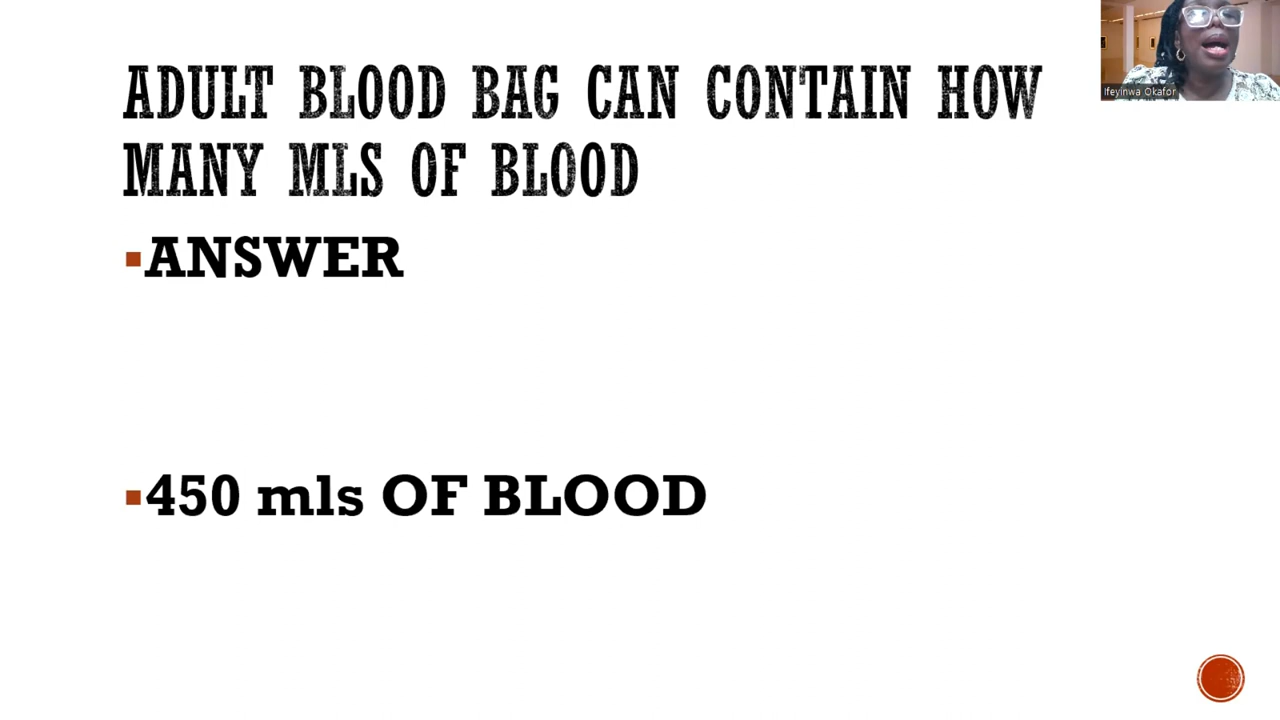 ADULT BLOOD BAG CAN CONTAIN HOW
MANY MLS OF BLOOD
ANSWER
450 mls OF BLOOD
Ifeyinwa Okafor